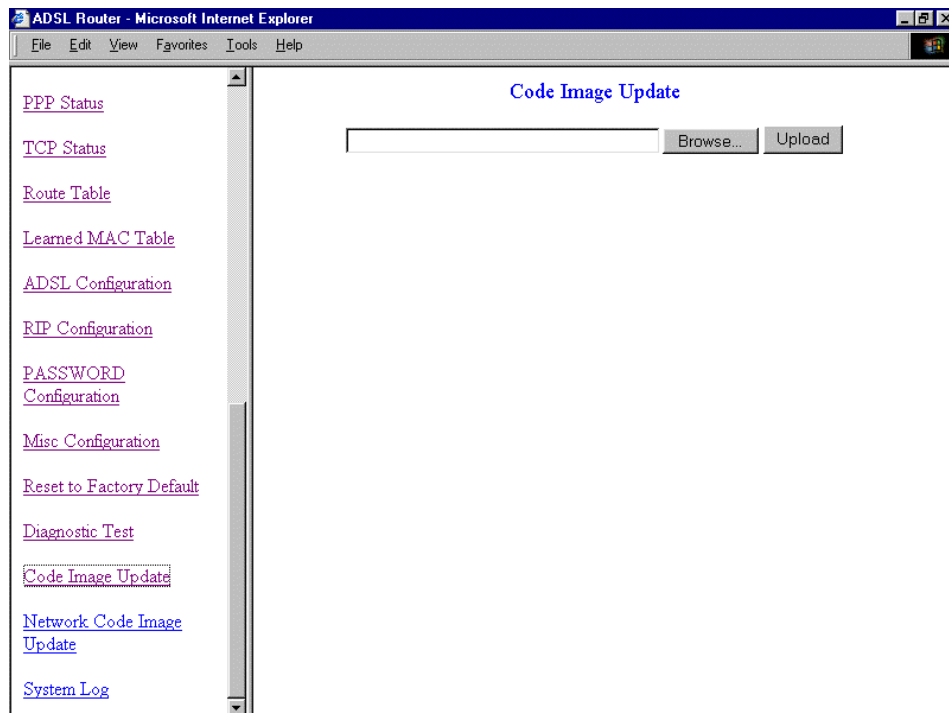 ADSL Router - Microsoft Internet Explorer
File Edit View Favorites Tools Help
PPP Status
TCP Status
Route Table
Learned MAC Table
ADSL Configuration
RIP Configuration
PASSWORD
Configuration
Misc Configuration
Reset to Factory Default
Diagnostic Test
Code Image Update
Network Code Image
Update
System Log
Code Image Update
Browse... Upload